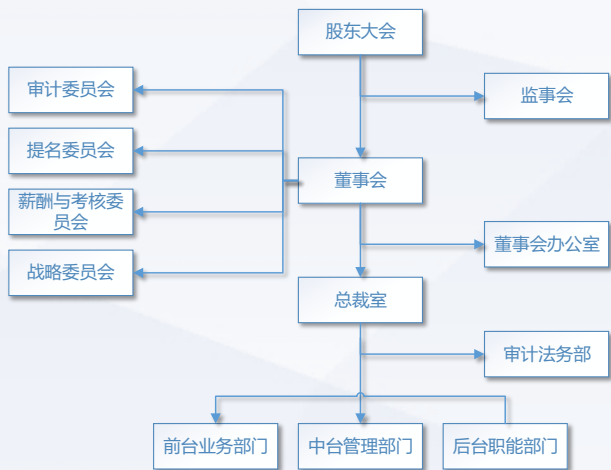 股东大会
审计委员会
监事会
提名委员会
董事会
薪酬与考核委
员会
董事会办公室
战略委员会
总裁室
审计法务部
前台业务部门
中台管理部门
后台职能部门